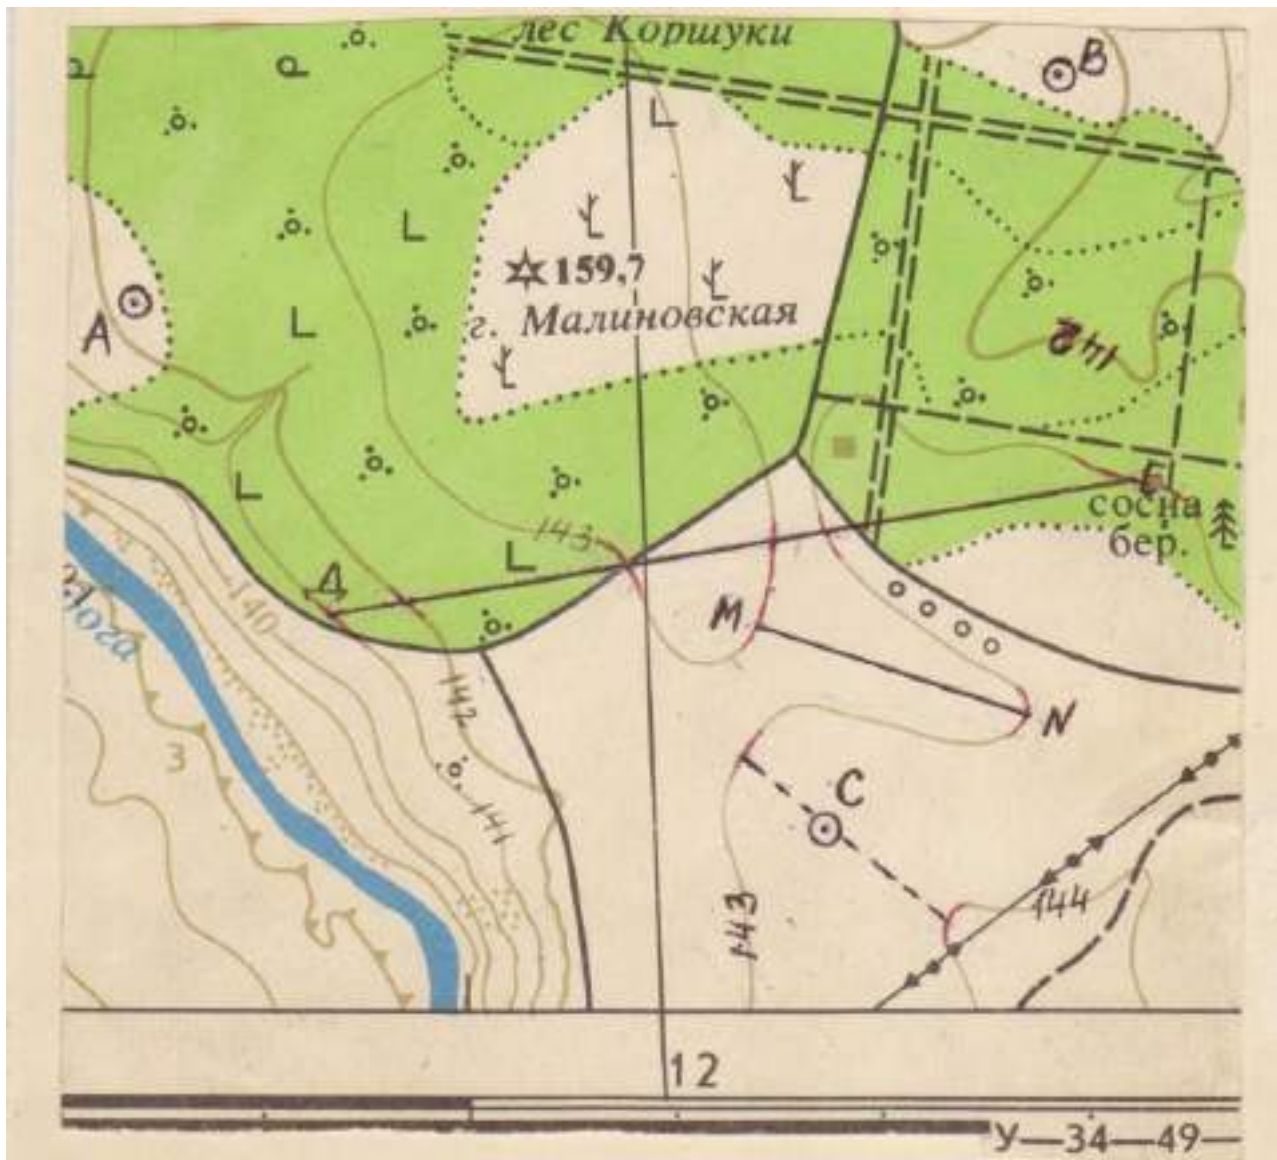 лес Коршуки
В
159,7
А
г. Малиновская
142
Е
сосна
бер.
143
Д
140
М
142
N
3
С
141
143
144
12
У—34—49—